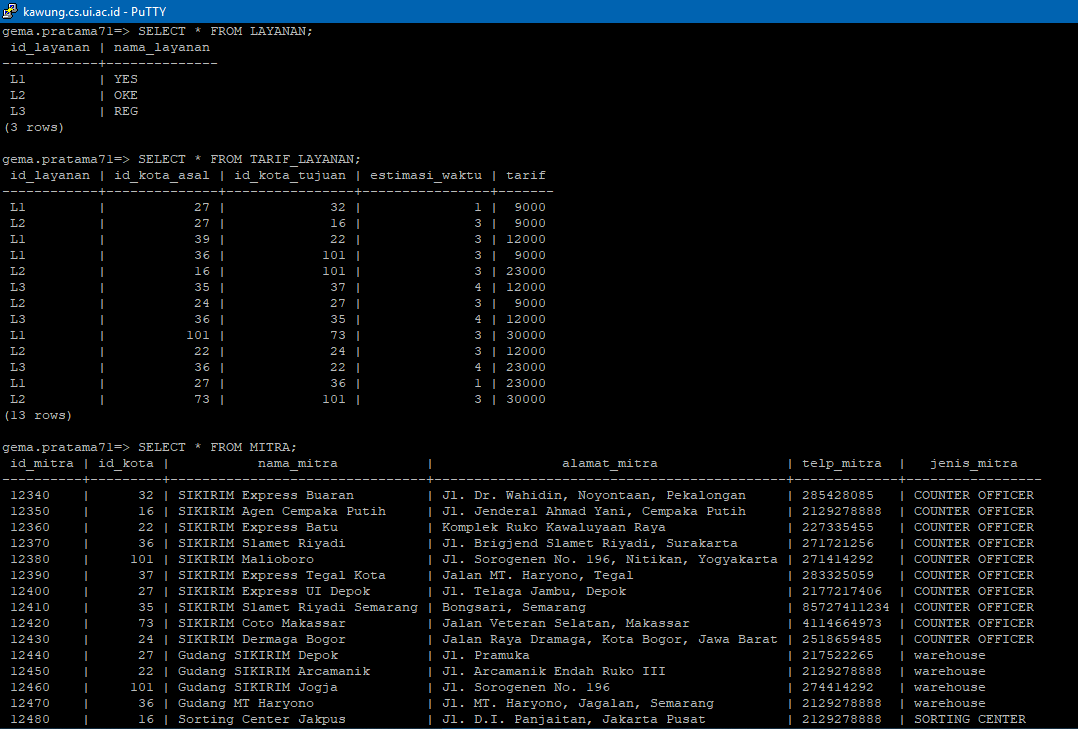 kawung.cs.ui.ac.id - PuTTY
gema.pratama71=> SELECT * FROM LAYANAN;
 id_layanan | nama_layanan
------------+--------------
 L1         | YES
 L2         | OKE
 L3         | REG
(3 rows)

gema.pratama71=> SELECT * FROM TARIF_LAYANAN;
 id_layanan | id_kota_asal | id_kota_tujuan | estimasi_waktu | tarif
------------+--------------+----------------+----------------+-------
 L1         |           27 |             32 |              1 |  9000
 L2         |           27 |             16 |              3 |  9000
 L1         |           39 |             22 |              3 | 12000
 L1         |           36 |            101 |              3 |  9000
 L2         |           16 |            101 |              3 | 23000
 L3         |           35 |             37 |              4 | 12000
 L2         |           24 |             27 |              3 |  9000
 L3         |           36 |             35 |              4 | 12000
 L1         |          101 |             73 |              3 | 30000
 L2         |           22 |             24 |              3 | 12000
 L3         |           36 |             22 |              4 | 23000
 L1         |           27 |             36 |              1 | 23000
 L2         |           73 |            101 |              3 | 30000
(13 rows)

gema.pratama71=> SELECT * FROM MITRA;
 id_mitra | id_kota |          nama_mitra           |               alamat_mitra                | telp_mitra  |   jenis_mitra
----------+---------+-------------------------------+-------------------------------------------+-------------+-----------------
 12340    |      32 | SIKIRIM Express Buaran        | Jl. Dr. Wahidin, Noyontaan, Pekalongan    | 285428085   | COUNTER OFFICER
 12350    |      16 | SIKIRIM Agen Cempaka Putih    | Jl. Jenderal Ahmad Yani, Cempaka Putih    | 2129278888  | COUNTER OFFICER
 12360    |      22 | SIKIRIM Express Batu          | Komplek Ruko Kawaluyaan Raya              | 227335455   | COUNTER OFFICER
 12370    |      36 | SIKIRIM Slamet Riyadi         | Jl. Brigjend Slamet Riyadi, Surakarta     | 271721256   | COUNTER OFFICER
 12380    |     101 | SIKIRIM Malioboro             | Jl. Sorogenen No. 196, Nitikan, Yogyakarta | 271414292   | COUNTER OFFICER
 12390    |      37 | SIKIRIM Express Tegal Kota    | Jalan MT. Haryono, Tegal                  | 283325059   | COUNTER OFFICER
 12400    |      27 | SIKIRIM Express UI Depok      | Jl. Telaga Jambu, Depok                   | 2177217406  | COUNTER OFFICER
 12410    |      35 | SIKIRIM Slamet Riyadi Semarang | Bongsari, Semarang                        | 85727411234 | COUNTER OFFICER
 12420    |      73 | SIKIRIM Coto Makassar         | Jalan Veteran Selatan, Makassar           | 4114664973  | COUNTER OFFICER
 12430    |      24 | SIKIRIM Dermaga Bogor         | Jalan Raya Dramaga, Kota Bogor, Jawa Barat | 2518659485  | COUNTER OFFICER
 12440    |      27 | Gudang SIKIRIM Depok          | Jl. Pramuka                               | 217522265   | warehouse
 12450    |      22 | Gudang SIKIRIM Arcamanik      | Jl. Arcamanik Endah Ruko III              | 2129278888  | warehouse
 12460    |     101 | Gudang SIKIRIM Jogja          | Jl. Sorogenen No. 196                     | 274414292   | warehouse
 12470    |      36 | Gudang MT Haryono             | Jl. MT. Haryono, Jagalan, Semarang        | 2129278888  | warehouse
 12480    |      16 | Sorting Center Jakpus         | Jl. D.I. Panjaitan, Jakarta Pusat         | 2129278888  | SORTING CENTER